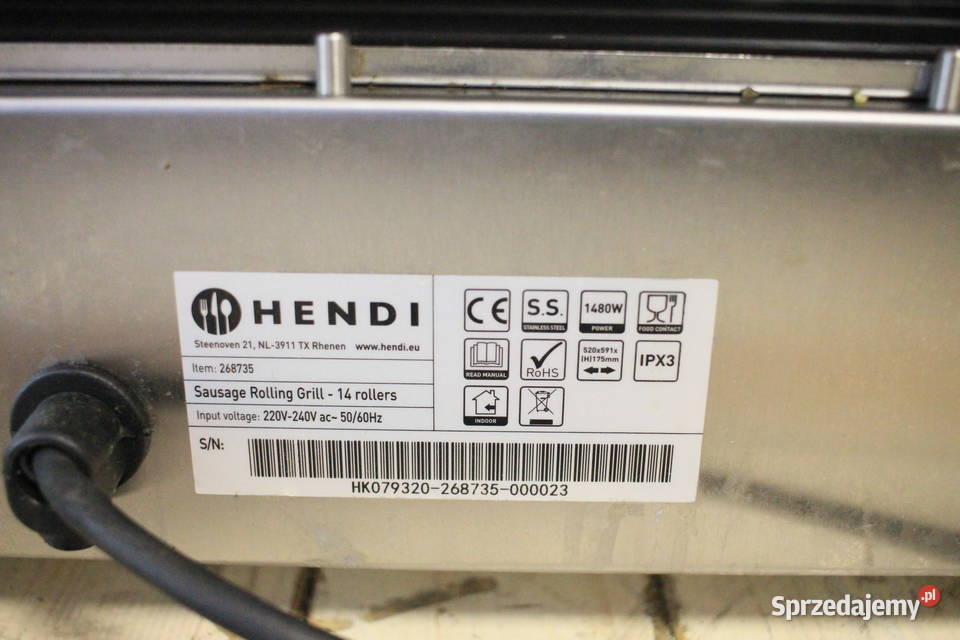 HENDI
Steenoven 21, NL-3911 TX Rhenen www.hendi.eu
Item: 268735
Sausage Rolling Grill - 14 rollers
Input voltage: 220V-240V ac~ 50/60Hz
CE
S.S.
STAINLESS STEEL
1480W
POWER
FOOD CONTACT
READ MANUAL
RoHS
520x591x
(H)175mm
IPX3
INDOOR
S/N:
HK079320-268735-000023
Sprzedajemy.pl